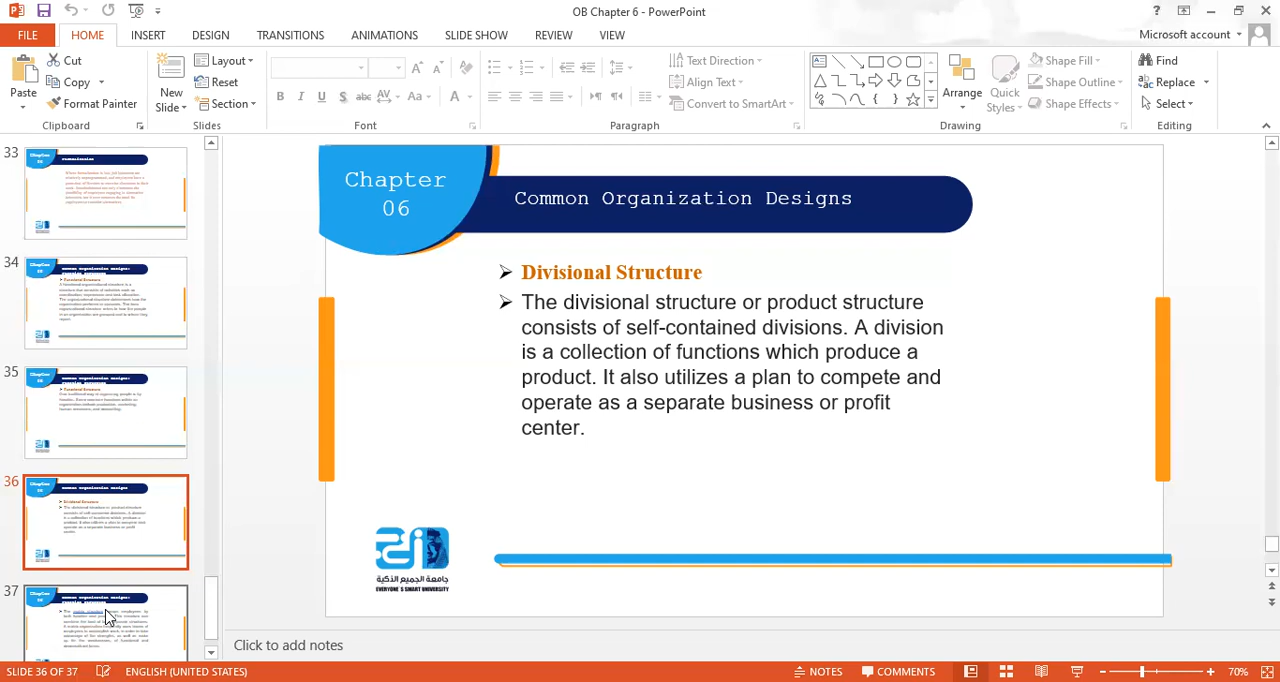 OB Chapter 6 - PowerPoint
FILE HOME INSERT DESIGN TRANSITIONS ANIMATIONS SLIDE SHOW REVIEW VIEW Microsoft account
Cut
Copy
Format Painter
Paste
Clipboard
New
Slide
Layout
Reset
Section
Slides
Font
Text Direction
Align Text
Convert to SmartArt
Paragraph
Arrange
Quick
Styles
Shape Fill
Shape Outline
Shape Effects
Drawing
Find
Replace
Select
Editing
33
34
35
36
37
Chapter
06
Common Organization Designs
➢ Divisional Structure
➢ The divisional structure or product structure
consists of self-contained divisions. A division
is a collection of functions which produce a
product. It also utilizes a plan to compete and
operate as a separate business or profit
center.
جامعة الجميع الذكية
EVERYONE'S SMART UNIVERSITY
Click to add notes
SLIDE 36 OF 37 ENGLISH (UNITED STATES) NOTES COMMENTS 70%